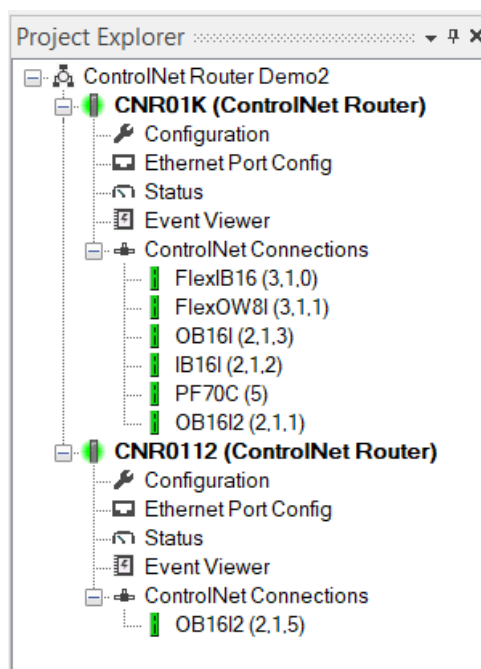 Project Explorer
ControlNet Router Demo2
CNR01K (ControlNet Router)
Configuration
Ethernet Port Config
Status
Event Viewer
ControlNet Connections
FlexIB16 (3,1,0)
FlexOW8I (3,1,1)
OB16I (2,1,3)
IB16I (2,1,2)
PF70C (5)
OB16I2 (2,1,1)
CNR0112 (ControlNet Router)
Configuration
Ethernet Port Config
Status
Event Viewer
ControlNet Connections
OB16I2 (2,1,5)